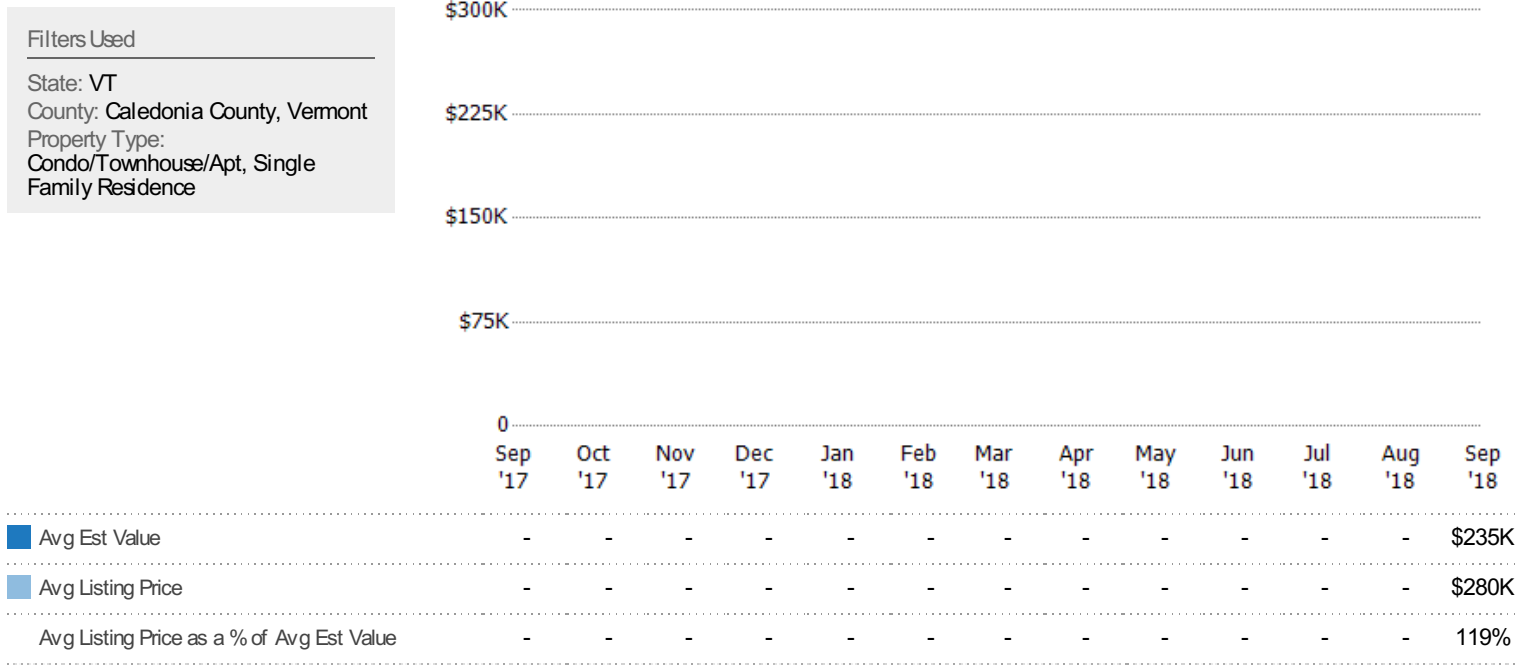 Filters Used
State: VT
County: Caledonia County, Vermont
Property Type:
Condo/Townhouse/Apt, Single
Family Residence
$300K
$225K
$150K
$75K
0
Sep Oct Nov Dec Jan Feb Mar Apr May Jun Jul Aug Sep
'17 '17 '17 '17 '18 '18 '18 '18 '18 '18 '18 '18 '18
Avg Est Value - - - - - - - - - - - - $235K
Avg Listing Price - - - - - - - - - - - - $280K
Avg Listing Price as a % of Avg Est Value - - - - - - - - - - - - 119%